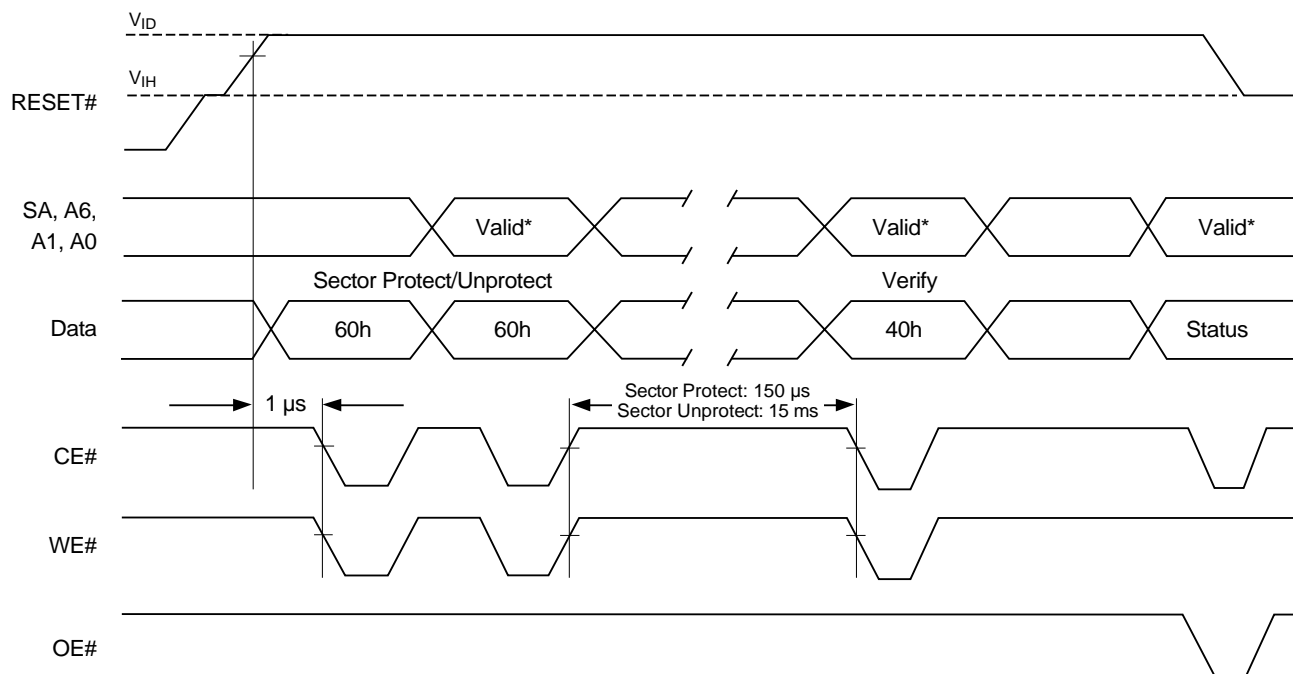 VID
VIH
RESET#
SA, A6,
A1, A0
Valid*
Valid*
Valid*
Sector Protect/Unprotect
Verify
Data
60h
60h
40h
Status
1 µs
Sector Protect: 150 µs
Sector Unprotect: 15 ms
CE#
WE#
OE#